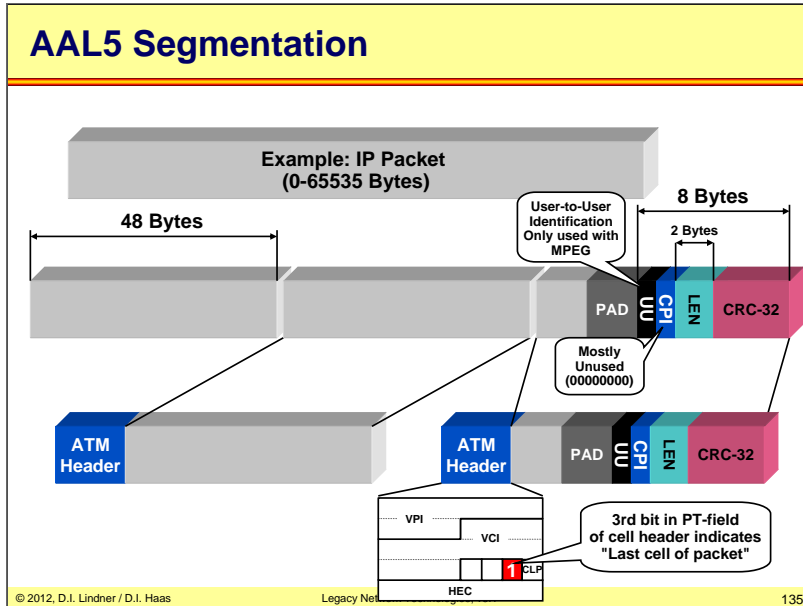 AAL5 Segmentation
Example: IP Packet
(0-65535 Bytes)
48 Bytes
User-to-User
Identification
Only used with
MPEG
8 Bytes
2 Bytes
PAD
UU
CPI
LEN
CRC-32
Mostly
Unused
(00000000)
ATM
Header
ATM
Header
PAD
UU
CPI
LEN
CRC-32
VPI
VCI
1
CLP
HEC
3rd bit in PT-field
of cell header indicates
"Last cell of packet"
© 2012, D.I. Lindner / D.I. Haas
Legacy
135